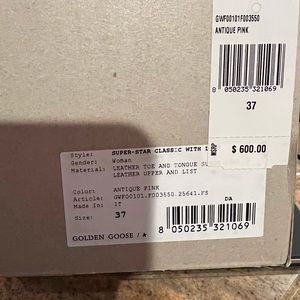 GWF00101F003550
ANTIQUE PINK
8 050235 321069
37
MSRP
$ 600.00
Style: SUPER-STAR CLASSIC WITH
Gender: Woman
Material: LEATHER TOE AND TONGUE
LEATHER UPPER AND LIST
Color: ANTIQUE PINK
Article: GWF00101.F003550.25641.FS
Made In: IT
DA
Size: 37
8 050235 321069
GOLDEN GOOSE / ★